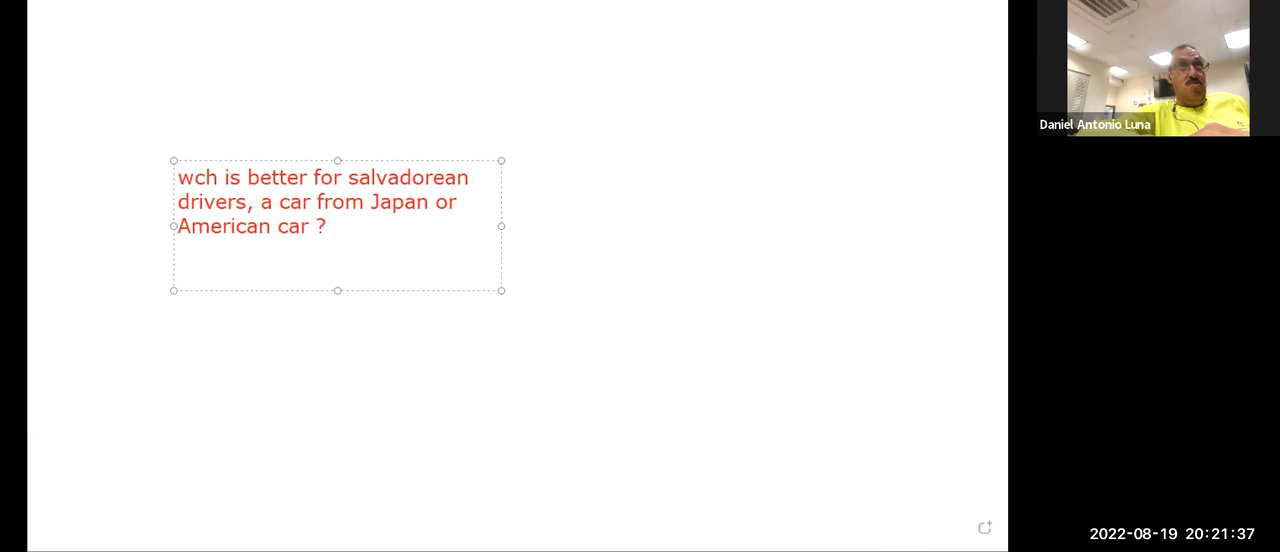 wch is better for salvadorean
drivers, a car from Japan or
American car ?
Daniel Antonio Luna
2022-08-19 20:21:37